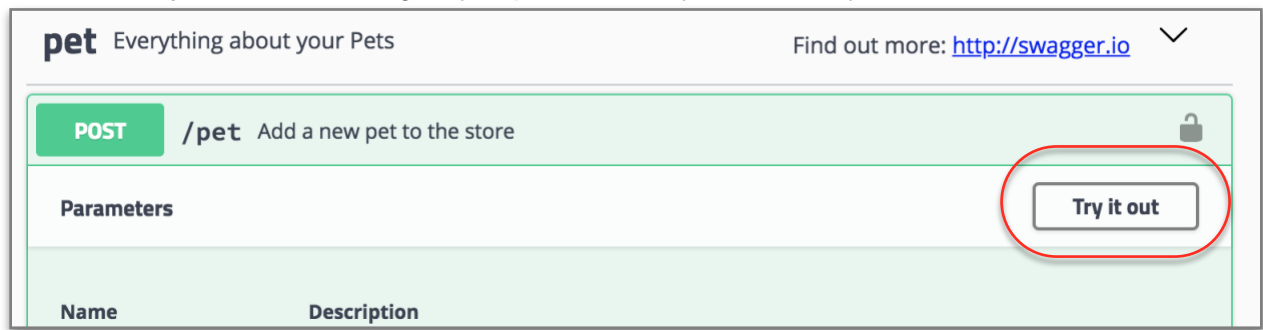 pet Everything about your Pets Find out more: http://swagger.io
POST /pet Add a new pet to the store
Parameters Try it out
Name Description